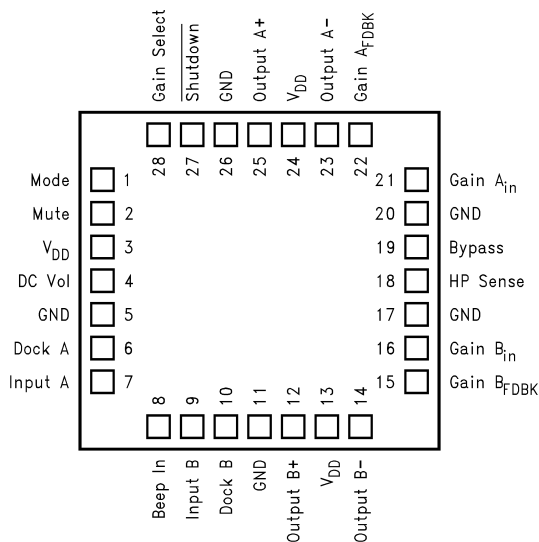 Gain Select
Shutdown
GND
Output A+
VDD
Output A-
Gain AFDBK
28
27
26
25
24
23
22
Mode 1
Mute 2
VDD 3
DC Vol 4
GND 5
Dock A 6
Input A 7
21 Gain Ain
20 GND
19 Bypass
18 HP Sense
17 GND
16 Gain Bin
15 Gain BFDBK
8
9
10
11
12
13
14
Beep In
Input B
Dock B
GND
Output B+
VDD
Output B-